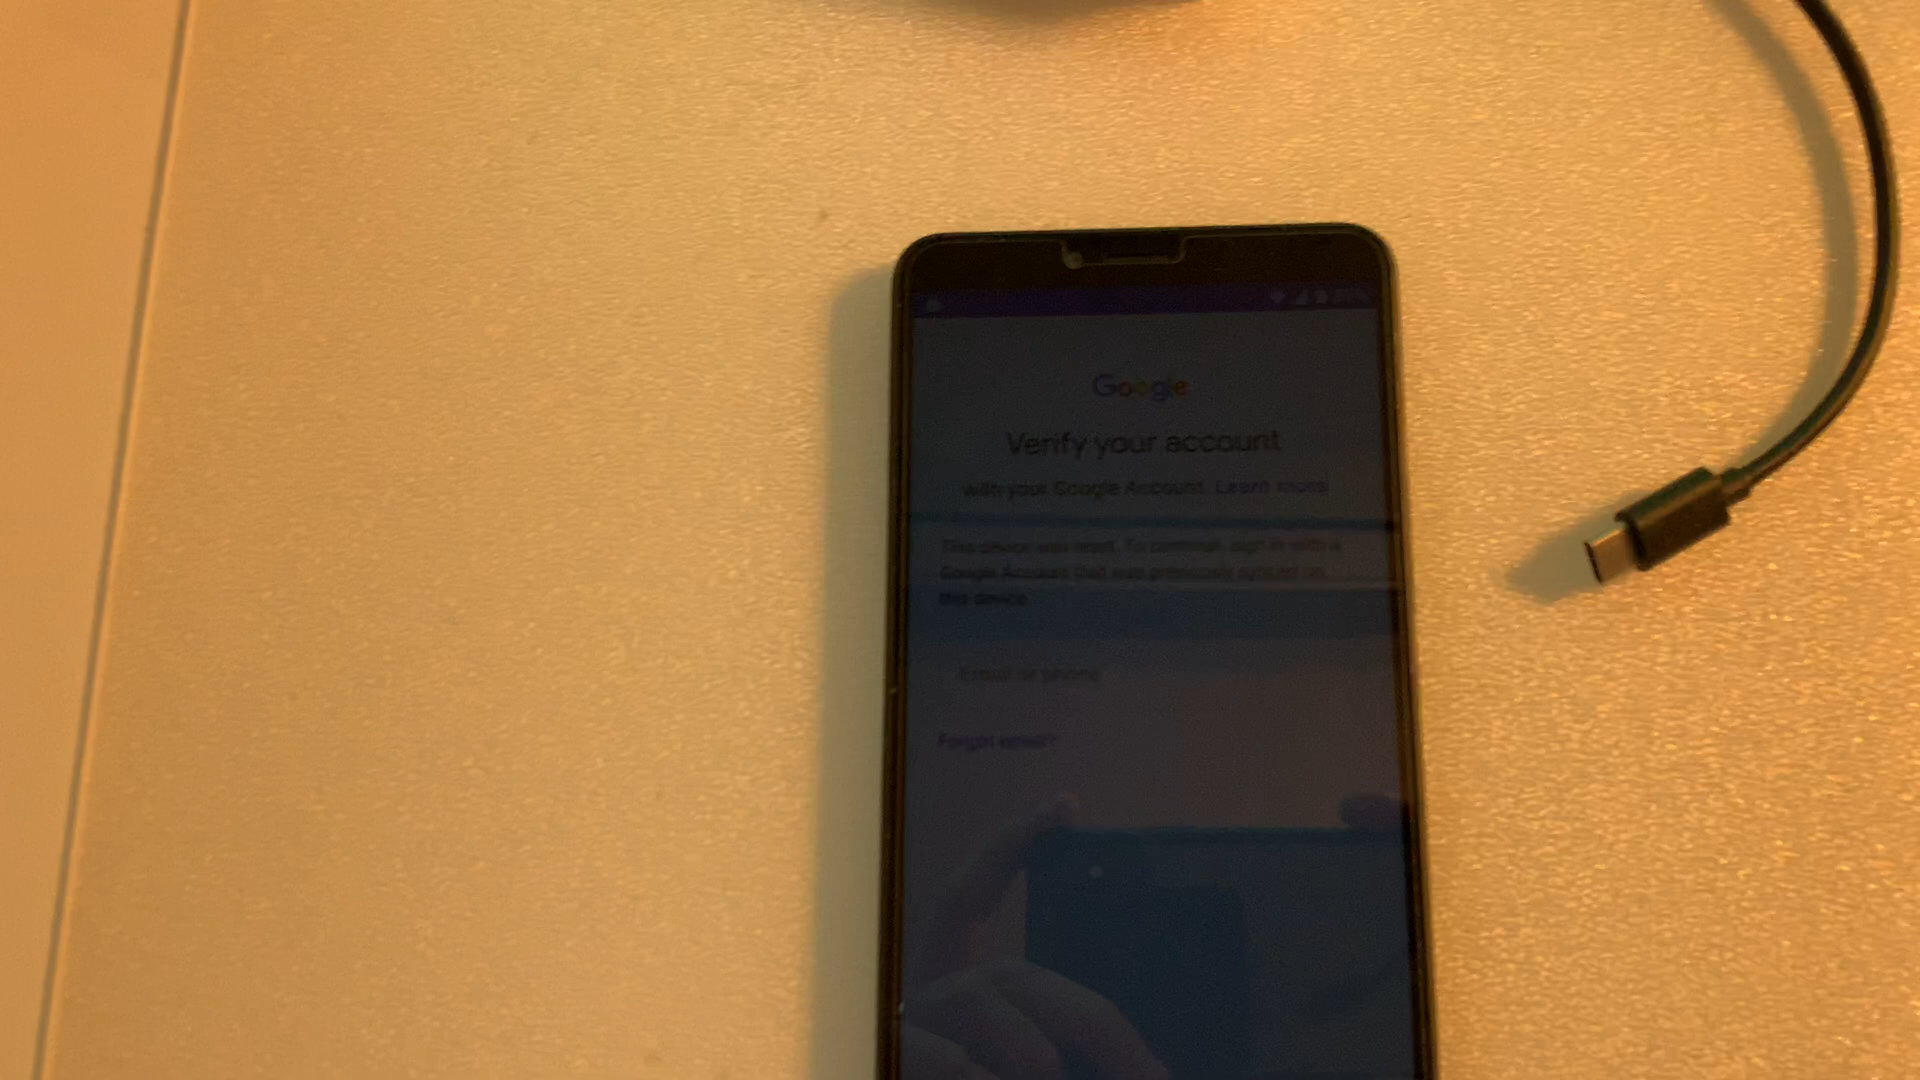 Google
Verify your account
with your Google Account. Learn more
This device was reset. To continue, sign in with a
Google Account that was previously synced on
this device.
Email or phone
Forgot email?